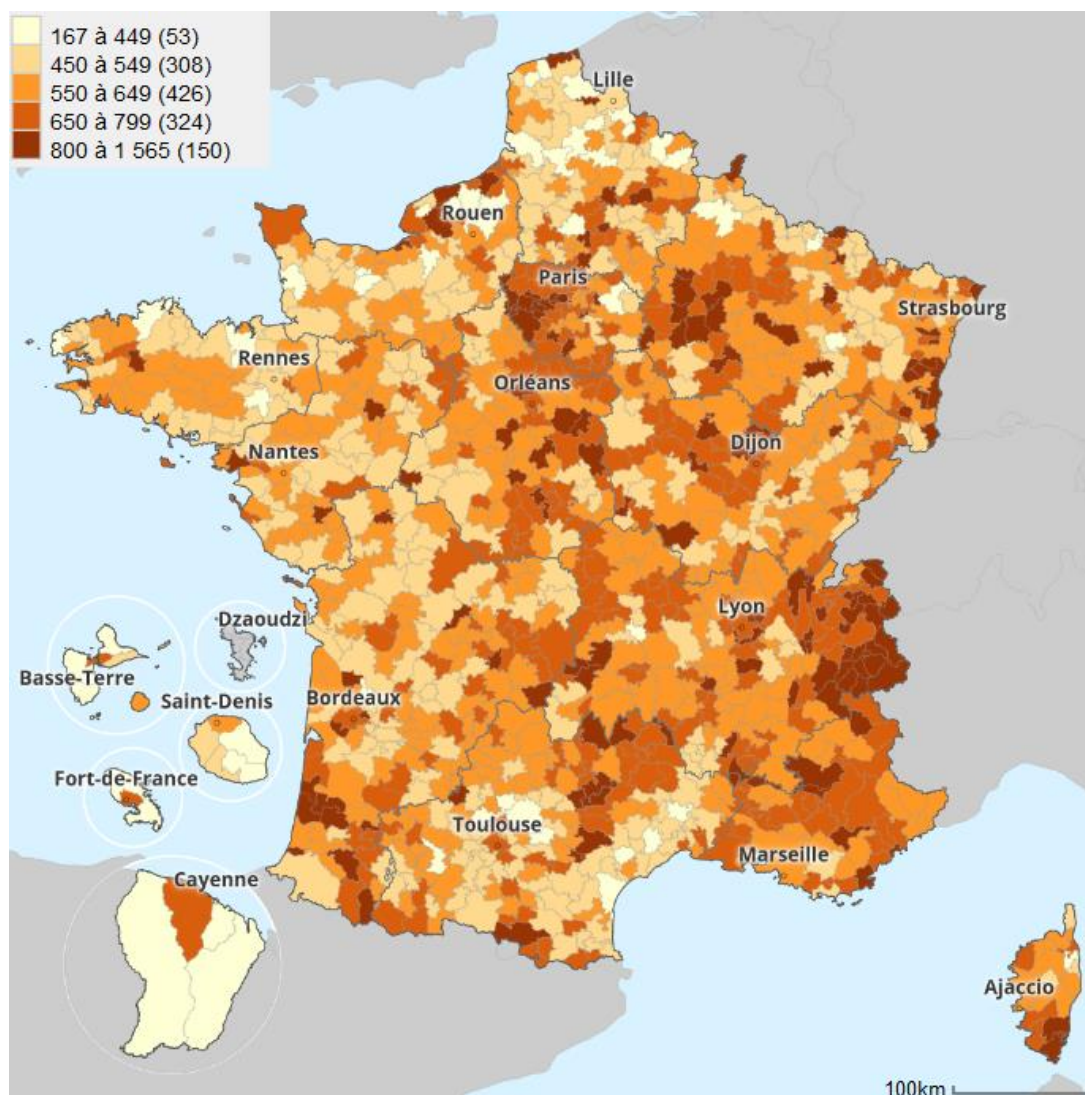 167 à 449 (53)
450 à 549 (308)
550 à 649 (426)
650 à 799 (324)
800 à 1 565 (150)
Lille
Rouen
Paris
Strasbourg
Rennes
Orléans
Dijon
Nantes
Lyon
Dzaoudzi
Basse-Terre
Saint-Denis
Bordeaux
Fort-de-France
Toulouse
Marseille
Cayenne
Ajaccio
100km